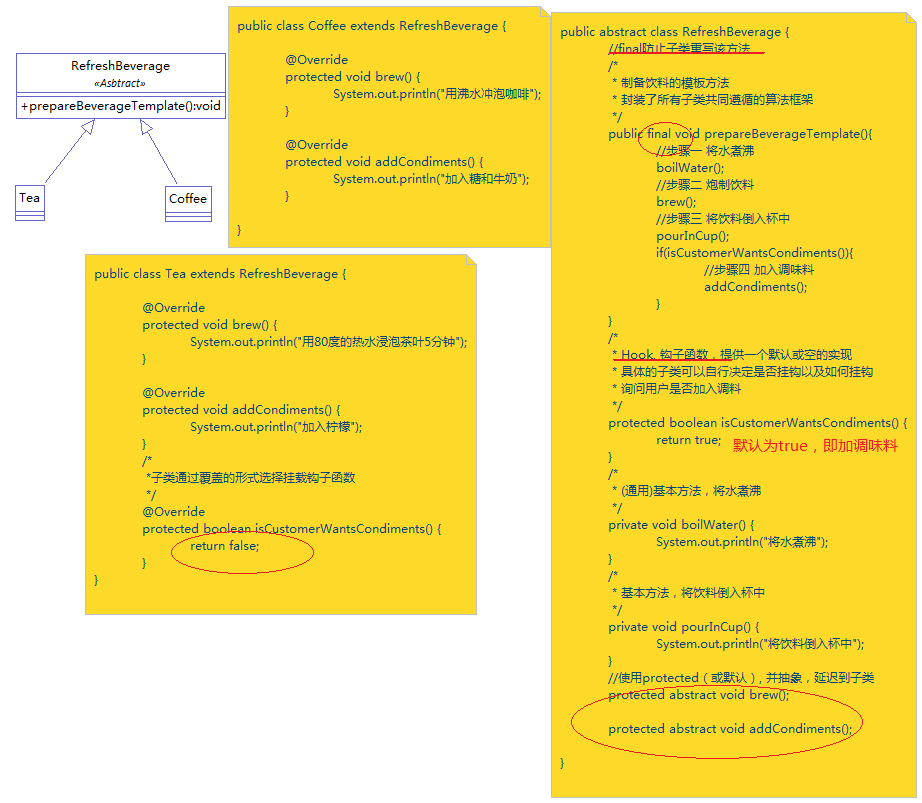 RefreshBeverage
«Asbtract»
+prepareBeverageTemplate():void
Tea
Coffee
public class Coffee extends RefreshBeverage {
@Override
protected void brew() {
System.out.println("用沸水冲泡咖啡");
}
@Override
protected void addCondiments() {
System.out.println("加入糖和牛奶");
}
}
public class Tea extends RefreshBeverage {
@Override
protected void brew() {
System.out.println("用80度的热水浸泡茶叶5分钟");
}
@Override
protected void addCondiments() {
System.out.println("加入柠檬");
}
/*
*子类通过覆盖的形式选择挂载钩子函数
*/
@Override
protected boolean isCustomerWantsCondiments() {
return false;
}
}
public abstract class RefreshBeverage {
//final防止子类重写该方法
/*
* 制备饮料的模板方法
* 封装了所有子类共同遵循的算法框架
*/
public final void prepareBeverageTemplate(){
//步骤一 将水煮沸
boilWater();
//步骤二 炮制饮料
brew();
//步骤三 将饮料倒入杯中
pourInCup();
if(isCustomerWantsCondiments()){
//步骤四 加入调味料
addCondiments();
}
}
/*
* Hook, 钩子函数，提供一个默认或空的实现
* 具体的子类可以自行决定是否挂钩以及如何挂钩
* 询问用户是否加入调料
*/
protected boolean isCustomerWantsCondiments() {
return true; 默认为true，即加调味料
}
/*
* (通用)基本方法，将水煮沸
*/
private void boilWater() {
System.out.println("将水煮沸");
}
/*
* 基本方法，将饮料倒入杯中
*/
private void pourInCup() {
System.out.println("将饮料倒入杯中");
}
//使用protected（或默认），并抽象，延迟到子类
protected abstract void brew();
protected abstract void addCondiments();
}